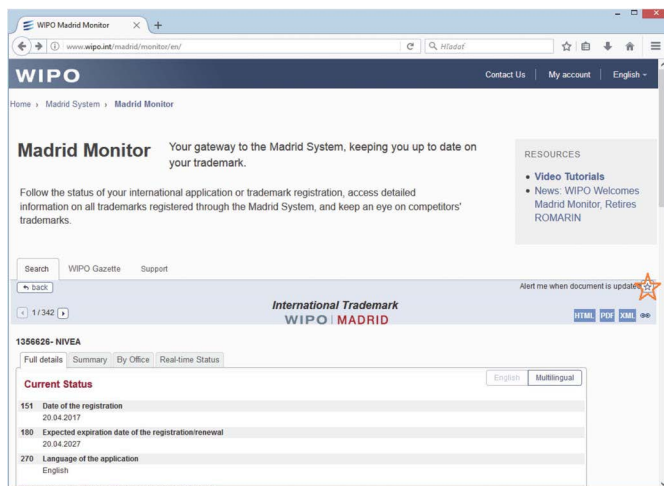 WIPO Madrid Monitor
www.wipo.int/madrid/monitor/en/
Hľadať
WIPO
Contact Us
My account
English
Home › Madrid System › Madrid Monitor
Madrid Monitor
Your gateway to the Madrid System, keeping you up to date on
your trademark.
Follow the status of your international application or trademark registration, access detailed
information on all trademarks registered through the Madrid System, and keep an eye on competitors'
trademarks.
RESOURCES
• Video Tutorials
• News: WIPO Welcomes
Madrid Monitor, Retires
ROMARIN
Search
WIPO Gazette
Support
back
Alert me when document is updated
1 / 342
International Trademark
WIPO | MADRID
HTML PDF XML
1356626- NIVEA
Full details
Summary
By Office
Real-time Status
Current Status
English
Multilingual
151 Date of the registration
20.04.2017
180 Expected expiration date of the registration/renewal
20.04.2027
270 Language of the application
English